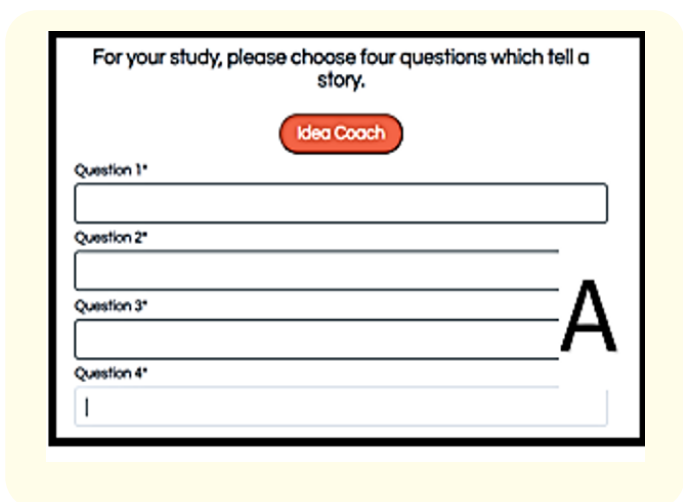 For your study, please choose four questions which tell a
story.
Idea Coach
Question 1*
Question 2*
Question 3*
A
Question 4*